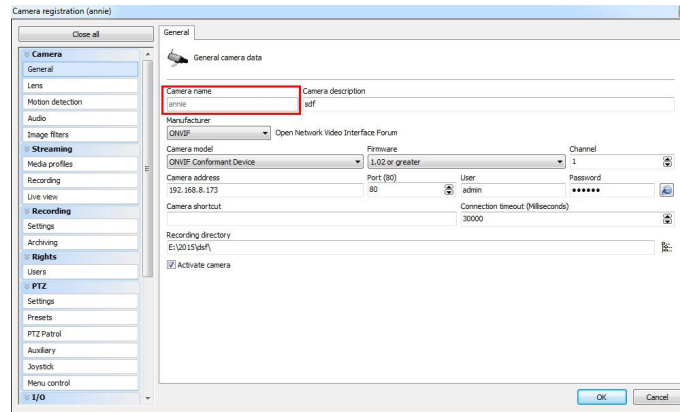 Camera registration (annie)
Close all
Camera
General
Lens
Motion detection
Audio
Image filters
Streaming
Media profiles
Recording
Live view
Recording
Settings
Archiving
Rights
Users
PTZ
Settings
Presets
PTZ Patrol
Auxiliary
Joystick
Menu control
I/O
General
General camera data
Camera name Camera description
annie sdf
Manufacturer
ONVIF Open Network Video Interface Forum
Camera model Firmware Channel
ONVIF Conformant Device 1.02 or greater 1
Camera address Port (80) User Password
192.168.8.173 80 admin ••••••
Camera shortcut Connection timeout (Milliseconds)
30000
Recording directory
E:\2015\dsf\
Activate camera
OK Cancel